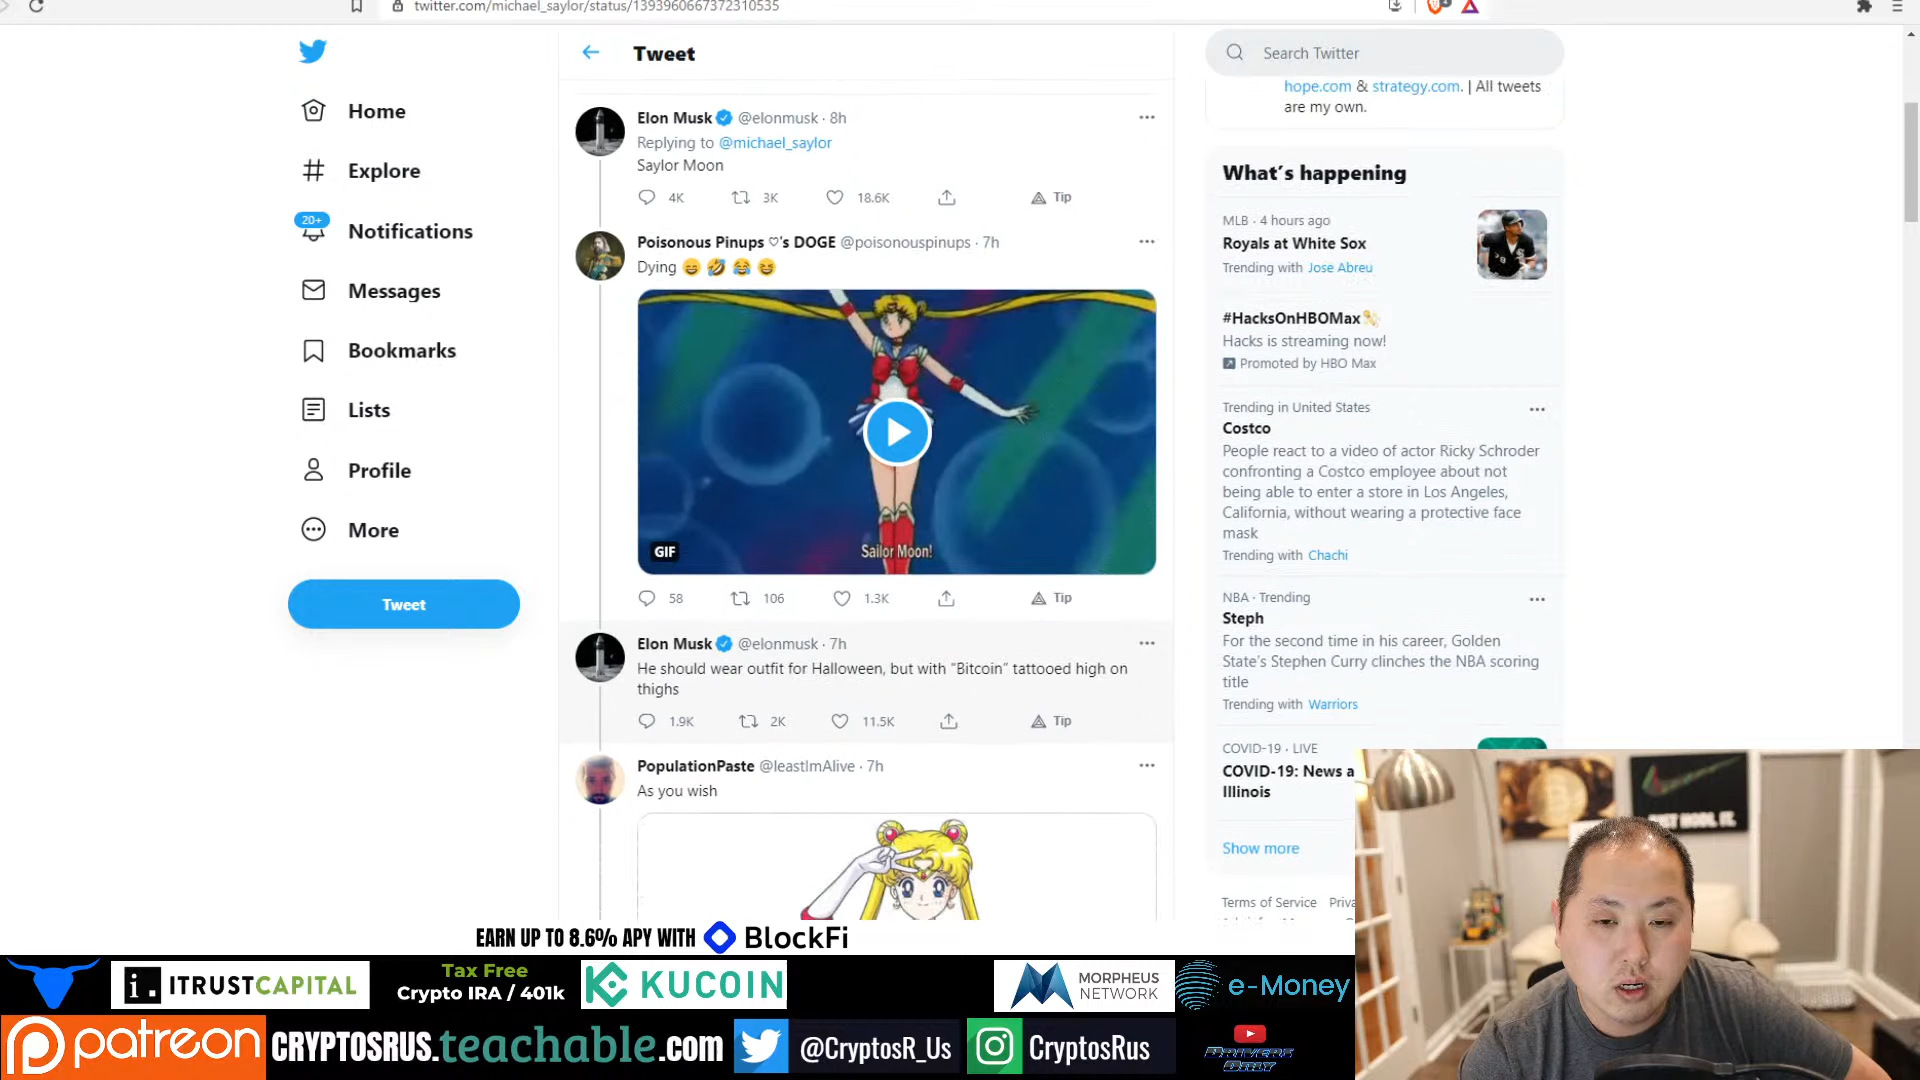 twitter.com/michael_saylor/status/1393960667372310535
Home
Explore
20+
Notifications
Messages
Bookmarks
Lists
Profile
More
Tweet
Tweet
Elon Musk @elonmusk · 8h
Replying to @michael_saylor
Saylor Moon
4K 3K 18.6K Tip
Poisonous Pinups ♡'s DOGE @poisonouspinups · 7h
Dying 😄 🤣 😂 😆
Sailor Moon!
GIF
58 106 1.3K Tip
Elon Musk @elonmusk · 7h
He should wear outfit for Halloween, but with "Bitcoin" tattooed high on
thighs
1.9K 2K 11.5K Tip
PopulationPaste @leastImAlive · 7h
As you wish
Search Twitter
hope.com & strategy.com. | All tweets
are my own.
What's happening
MLB · 4 hours ago
Royals at White Sox
Trending with Jose Abreu
#HacksOnHBOMax
Hacks is streaming now!
Promoted by HBO Max
Trending in United States
Costco
People react to a video of actor Ricky Schroder
confronting a Costco employee about not
being able to enter a store in Los Angeles,
California, without wearing a protective face
mask
Trending with Chachi
NBA · Trending
Steph
For the second time in his career, Golden
State's Stephen Curry clinches the NBA scoring
title
Trending with Warriors
COVID-19 · LIVE
COVID-19: News a
Illinois
Show more
Terms of Service Priva
EARN UP TO 8.6% APY WITH BlockFi
i. ITRUSTCAPITAL
Tax Free
Crypto IRA / 401k
KUCOIN
MORPHEUS
NETWORK
e-Money
patreon
CRYPTOSRUS.teachable.com
@CryptosR_Us
CryptosRus